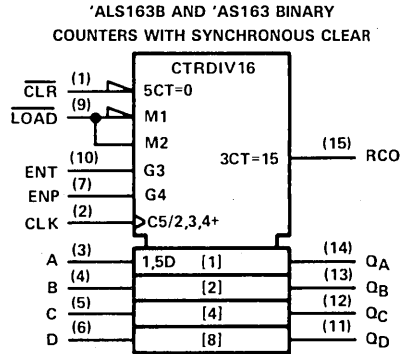 'ALS163B AND 'AS163 BINARY
COUNTERS WITH SYNCHRONOUS CLEAR
CTRDIV16
CLR (1) 5CT=0
LOAD (9) M1
M2
ENT (10) G3 3CT=15 (15) RCO
ENP (7) G4
CLK (2) C5/2,3,4+
A (3) 1,5D [1] (14) QA
B (4) [2] (13) QB
C (5) [4] (12) QC
D (6) [8] (11) QD